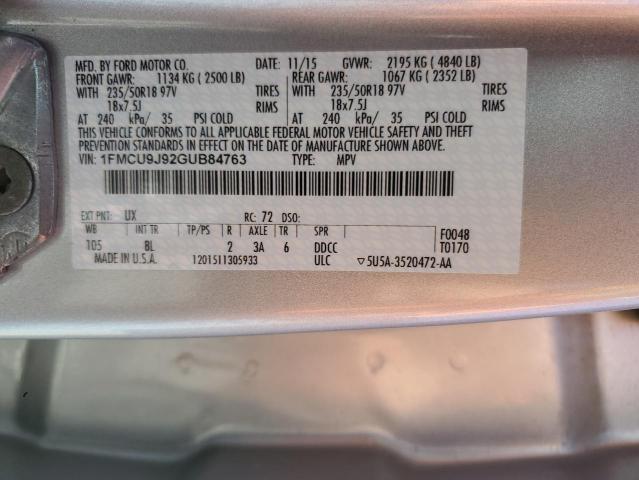 MFD. BY FORD MOTOR CO. DATE: 11/15 GVWR: 2195 KG ( 4840 LB)
FRONT GAWR: 1134 KG ( 2500 LB) REAR GAWR: 1067 KG ( 2352 LB)
WITH 235/50R18 97V TIRES WITH 235/50R18 97V TIRES
18x7.5J RIMS 18x7.5J RIMS
AT 240 kPa/ 35 PSI COLD AT 240 kPa/ 35 PSI COLD
THIS VEHICLE CONFORMS TO ALL APPLICABLE FEDERAL MOTOR VEHICLE SAFETY AND THEFT
PREVENTION STANDARDS IN EFFECT ON THE DATE OF MANUFACTURE SHOWN ABOVE.
VIN: 1FMCU9J92GUB84763 TYPE: MPV
EXT PNT: UX RC: 72 DSO:
WB INT TR TP/PS R AXLE TR SPR F0048
105 BL 2 3A 6 DDCC T0170
MADE IN U.S.A. 1201511305933 ULC ▽5U5A-3520472-AA